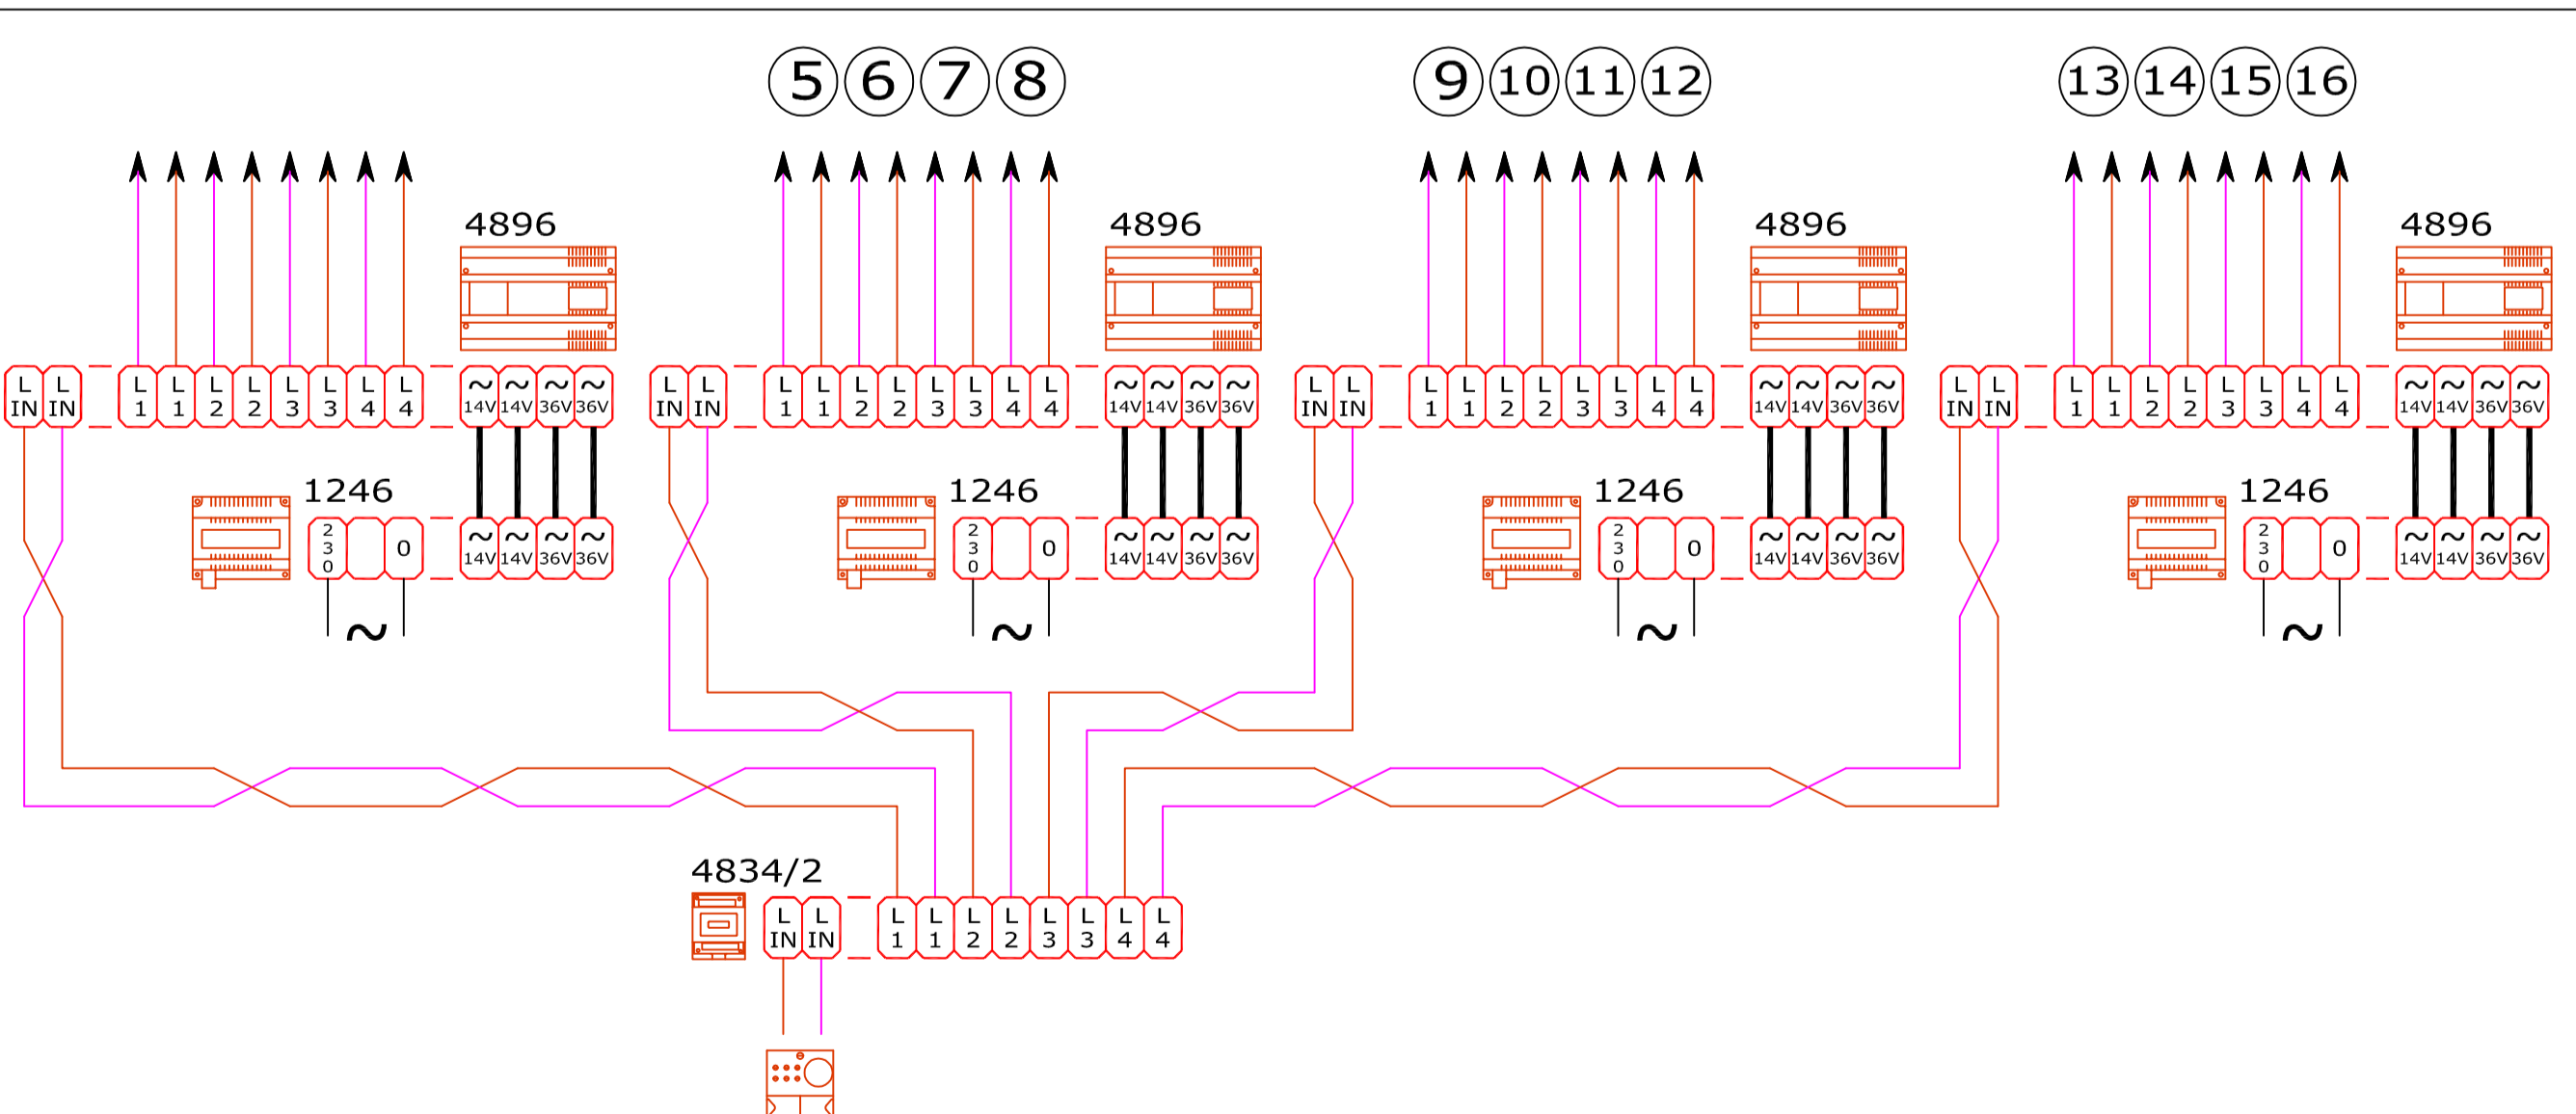 5 6 7 8 9 10 11 12 13 14 15 16
4896 4896 4896 4896
L IN L IN L 1 L 1 L 2 L 2 L 3 L 3 L 4 L 4 ~ 14V ~ 14V ~ 36V ~ 36V
L IN L IN L 1 L 1 L 2 L 2 L 3 L 3 L 4 L 4 ~ 14V ~ 14V ~ 36V ~ 36V
L IN L IN L 1 L 1 L 2 L 2 L 3 L 3 L 4 L 4 ~ 14V ~ 14V ~ 36V ~ 36V
L IN L IN L 1 L 1 L 2 L 2 L 3 L 3 L 4 L 4 ~ 14V ~ 14V ~ 36V ~ 36V
1246 1246 1246 1246
230 0 ~ 14V ~ 14V ~ 36V ~ 36V
230 0 ~ 14V ~ 14V ~ 36V ~ 36V
230 0 ~ 14V ~ 14V ~ 36V ~ 36V
230 0 ~ 14V ~ 14V ~ 36V ~ 36V
~ ~ ~ ~
4834/2
L IN L IN L 1 L 1 L 2 L 2 L 3 L 3 L 4 L 4